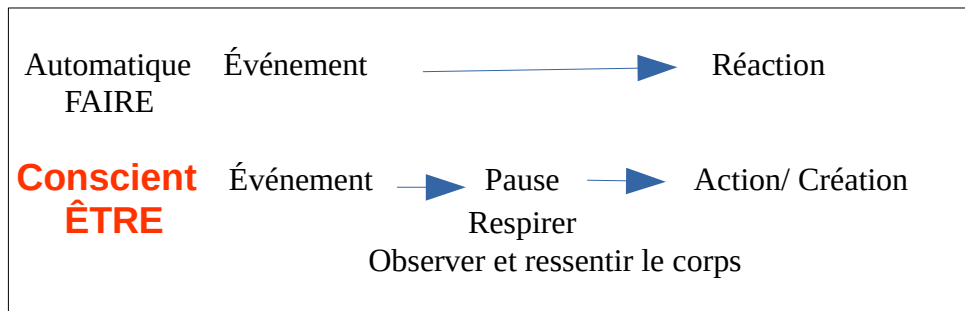 Automatique Événement Réaction
FAIRE
Conscient Événement Pause Action/ Création
ÊTRE Respirer
Observer et ressentir le corps